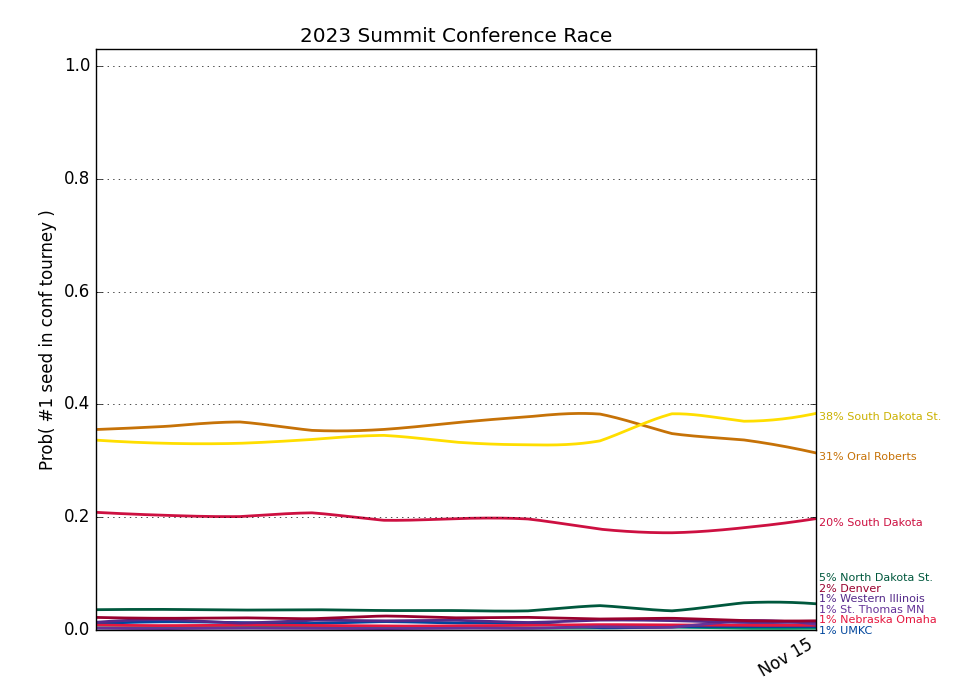 2023 Summit Conference Race
Prob( #1 seed in conf tourney )
1.0
0.8
0.6
0.4
0.2
0.0
38% South Dakota St.
31% Oral Roberts
20% South Dakota
5% North Dakota St.
2% Denver
1% Western Illinois
1% St. Thomas MN
1% Nebraska Omaha
1% UMKC
Nov 15